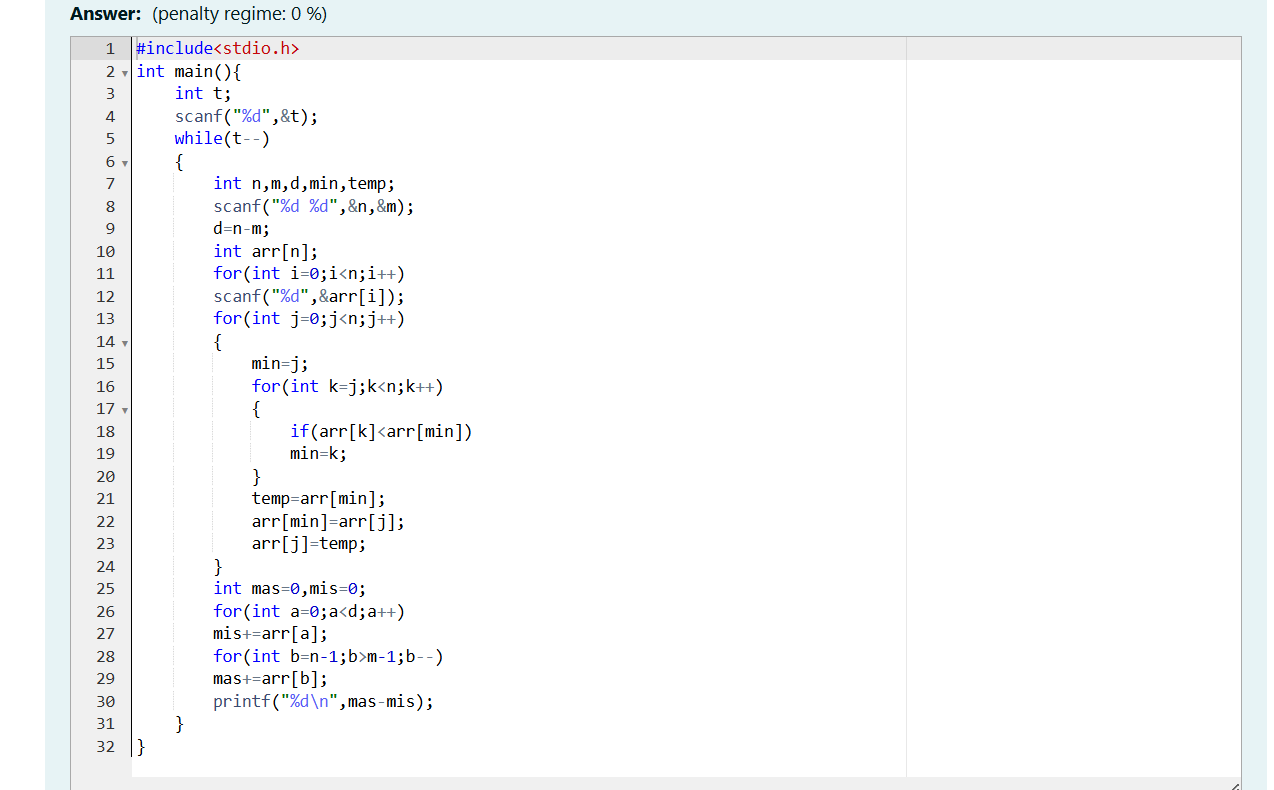 Answer: (penalty regime: 0 %)
1 #include<stdio.h>
2 int main(){
3     int t;
4     scanf("%d",&t);
5     while(t--)
6     {
7         int n,m,d,min,temp;
8         scanf("%d %d",&n,&m);
9         d=n-m;
10         int arr[n];
11         for(int i=0;i<n;i++)
12         scanf("%d",&arr[i]);
13         for(int j=0;j<n;j++)
14         {
15             min=j;
16             for(int k=j;k<n;k++)
17             {
18                 if(arr[k]<arr[min])
19                 min=k;
20             }
21             temp=arr[min];
22             arr[min]=arr[j];
23             arr[j]=temp;
24         }
25         int mas=0,mis=0;
26         for(int a=0;a<d;a++)
27         mis+=arr[a];
28         for(int b=n-1;b>m-1;b--)
29         mas+=arr[b];
30         printf("%d\n",mas-mis);
31     }
32 }